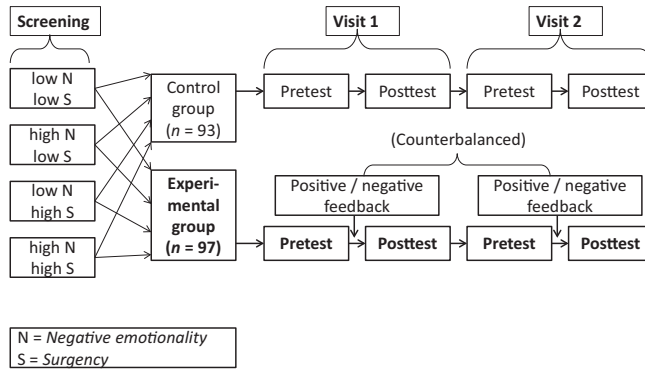 Screening
Visit 1
Visit 2
low N
low S
high N
low S
low N
high S
high N
high S
Control
group
(n = 93)
Pretest
Posttest
Pretest
Posttest
(Counterbalanced)
Experi-
mental
group
(n = 97)
Positive / negative
feedback
Positive / negative
feedback
Pretest
Posttest
Pretest
Posttest
N = Negative emotionality
S = Surgency